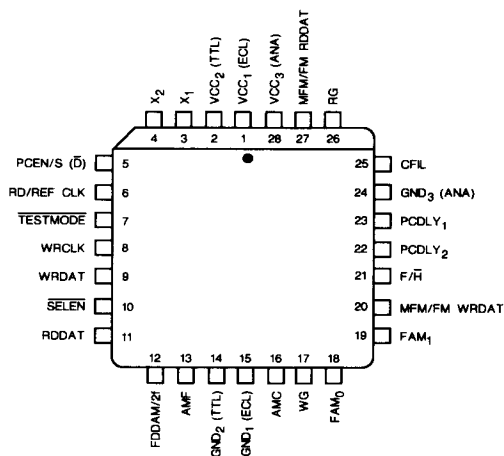 X₂
X₁
VCC₂ (TTL)
VCC₁ (ECL)
VCC₃ (ANA)
MFM/FM RDDAT
RG
4
3
2
1
28
27
26
PCEN/S (D̅)
5
RD/REF CLK
6
T̅E̅S̅T̅M̅O̅D̅E̅
7
WRCLK
8
WRDAT
9
S̅E̅L̅E̅N̅
10
RDDAT
11
25
CFIL
24
GND₃ (ANA)
23
PCDLY₁
22
PCDLY₂
21
F/H̅
20
MFM/FM WRDAT
19
FAM₁
12
13
14
15
16
17
18
FDDAM/2f
AMF
GND₂ (TTL)
GND₁ (ECL)
AMC
WG
FAM₀